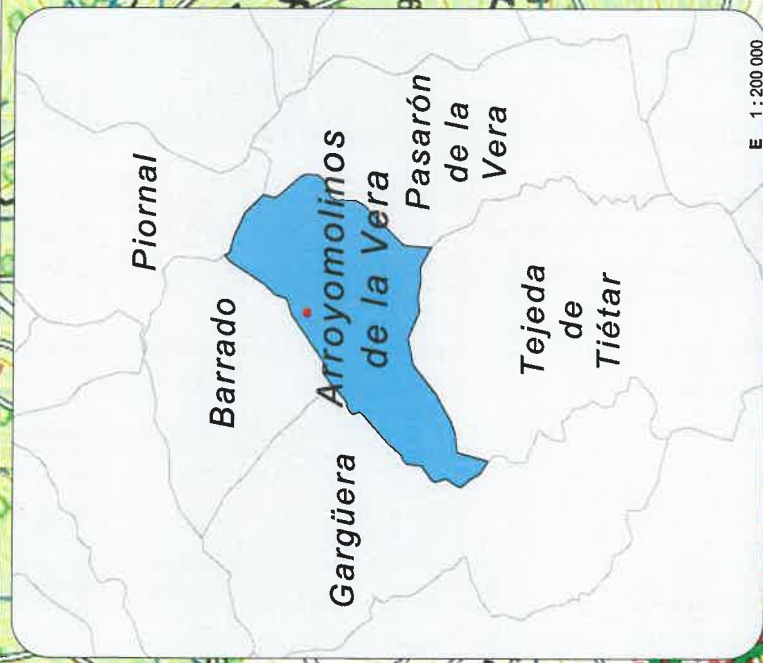 Piornal
Barrado
Arroyomolinos
de la Vera
Pasarón
de la
Vera
Gargüera
Tejeda
de
Tiétar
E 1:200 000